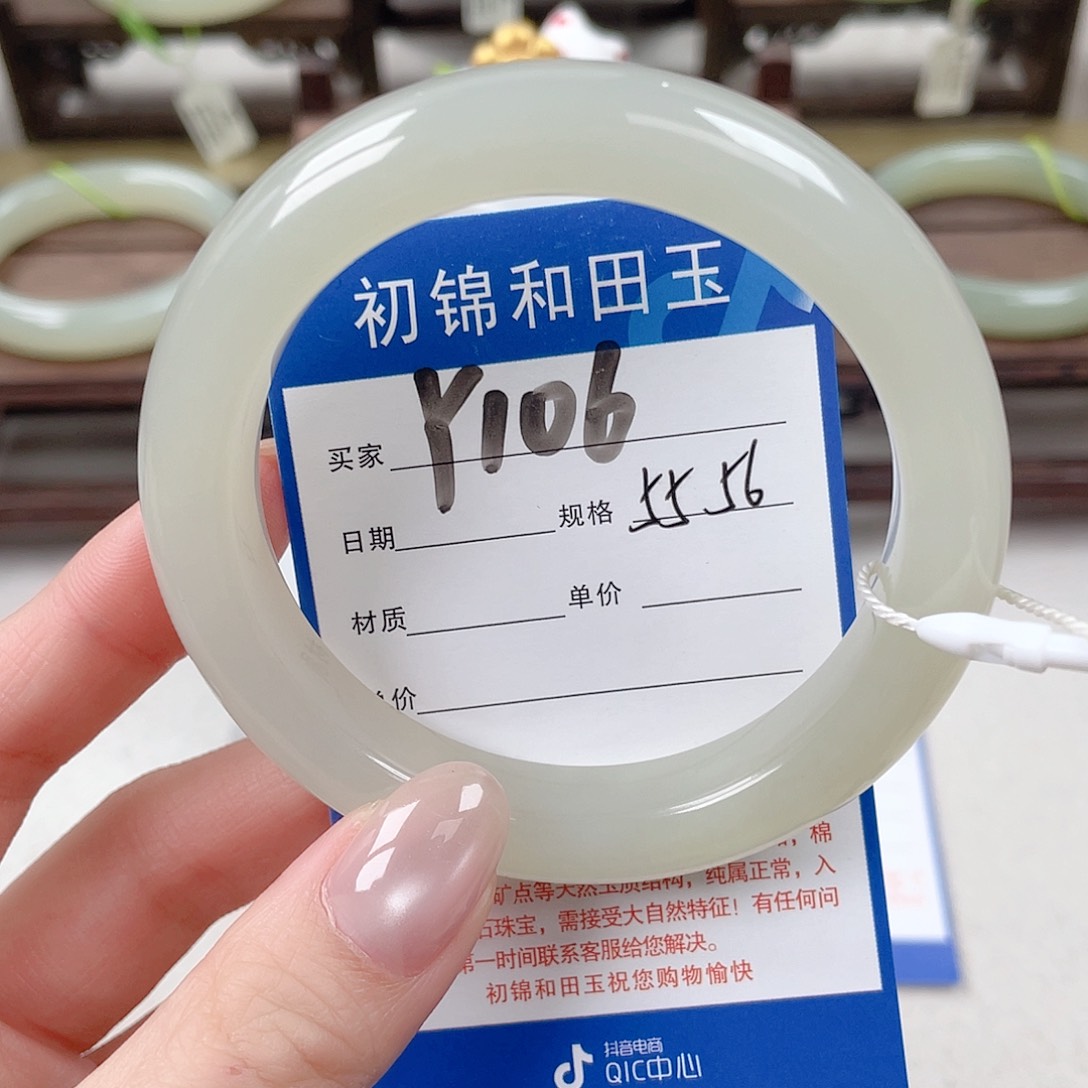 初锦和田玉
买家 Y106
日期 规格 55 56
材质 单价
价
，棉
矿点等天然玉质结构，纯属正常，入
石珠宝，需接受大自然特征！有任何问
第一时间联系客服给您解决。
初锦和田玉祝您购物愉快
抖音电商
QIC中心